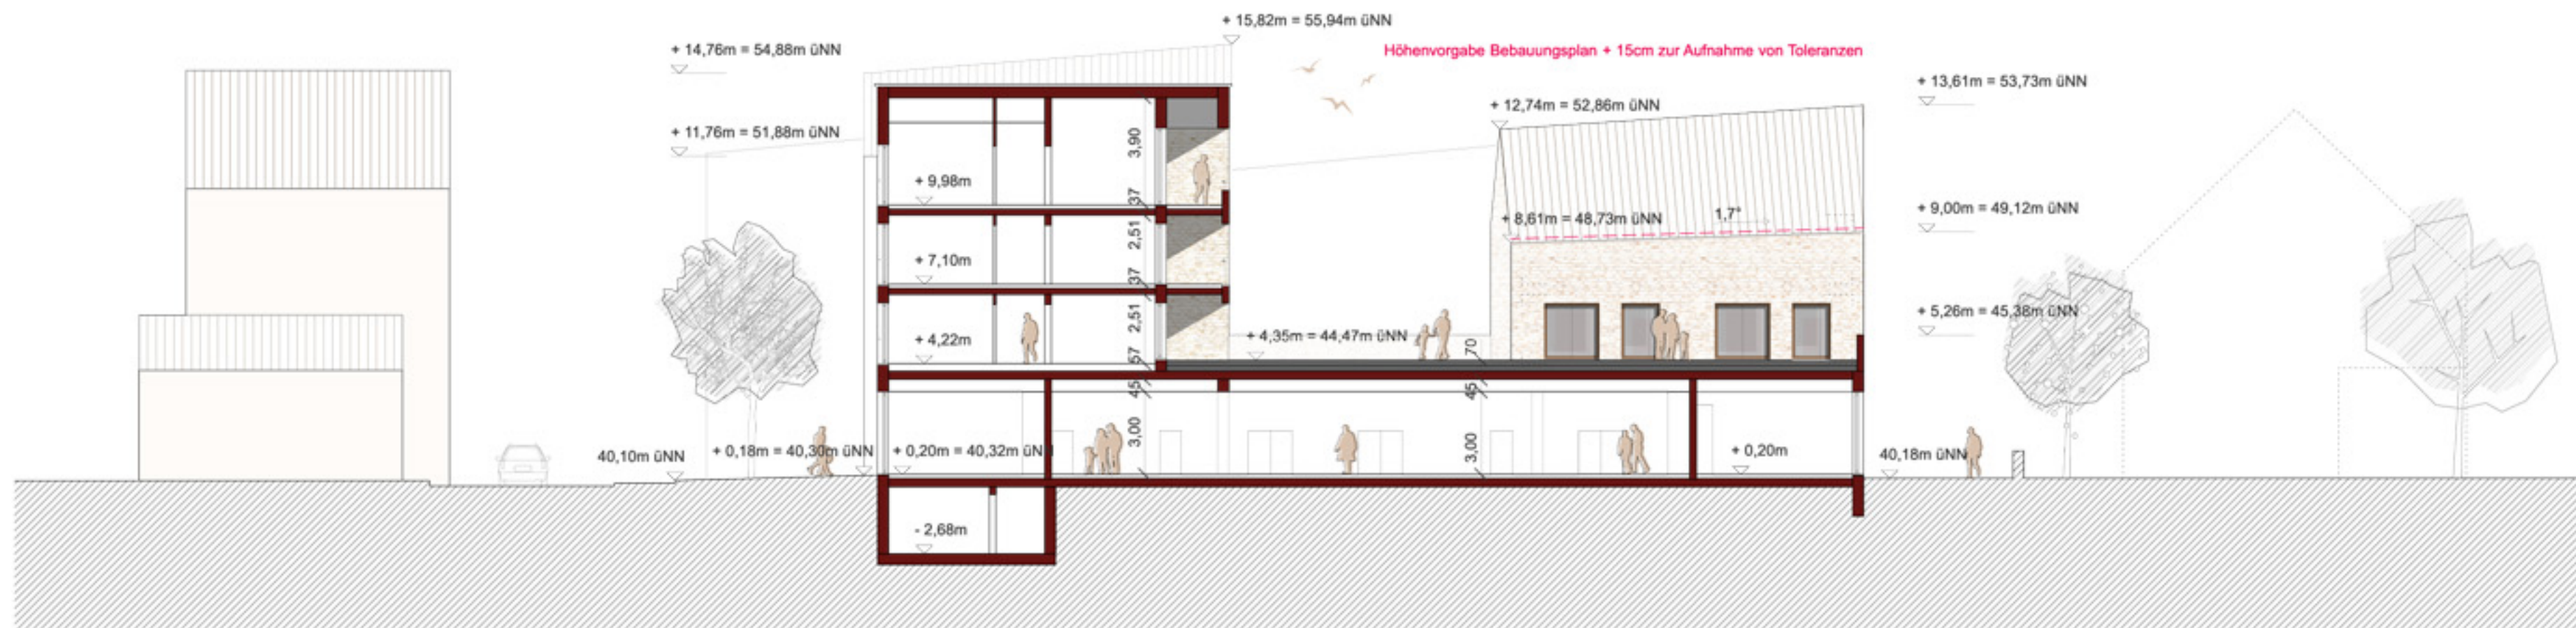 + 15,82m = 55,94m üNN
+ 14,76m = 54,88m üNN
Höhenvorgabe Bebauungsplan + 15cm zur Aufnahme von Toleranzen
+ 13,61m = 53,73m üNN
+ 12,74m = 52,86m üNN
+ 11,76m = 51,88m üNN
3,90
+ 9,98m
37
+ 8,61m = 48,73m üNN
1,7°
+ 9,00m = 49,12m üNN
2,51
+ 7,10m
37
2,51
+ 5,26m = 45,38m üNN
+ 4,22m
+ 4,35m = 44,47m üNN
57
70
45
45
3,00
3,00
40,10m üNN
+ 0,18m = 40,30m üNN
+ 0,20m = 40,32m üNN
+ 0,20m
40,18m üNN
- 2,68m